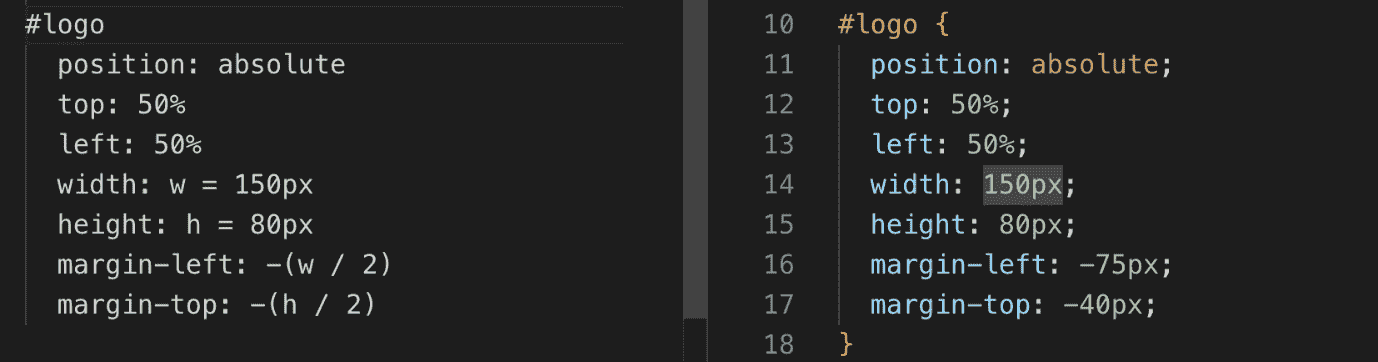 #logo
position: absolute
top: 50%
left: 50%
width: w = 150px
height: h = 80px
margin-left: -(w / 2)
margin-top: -(h / 2)
10 #logo {
11 position: absolute;
12 top: 50%;
13 left: 50%;
14 width: 150px;
15 height: 80px;
16 margin-left: -75px;
17 margin-top: -40px;
18 }